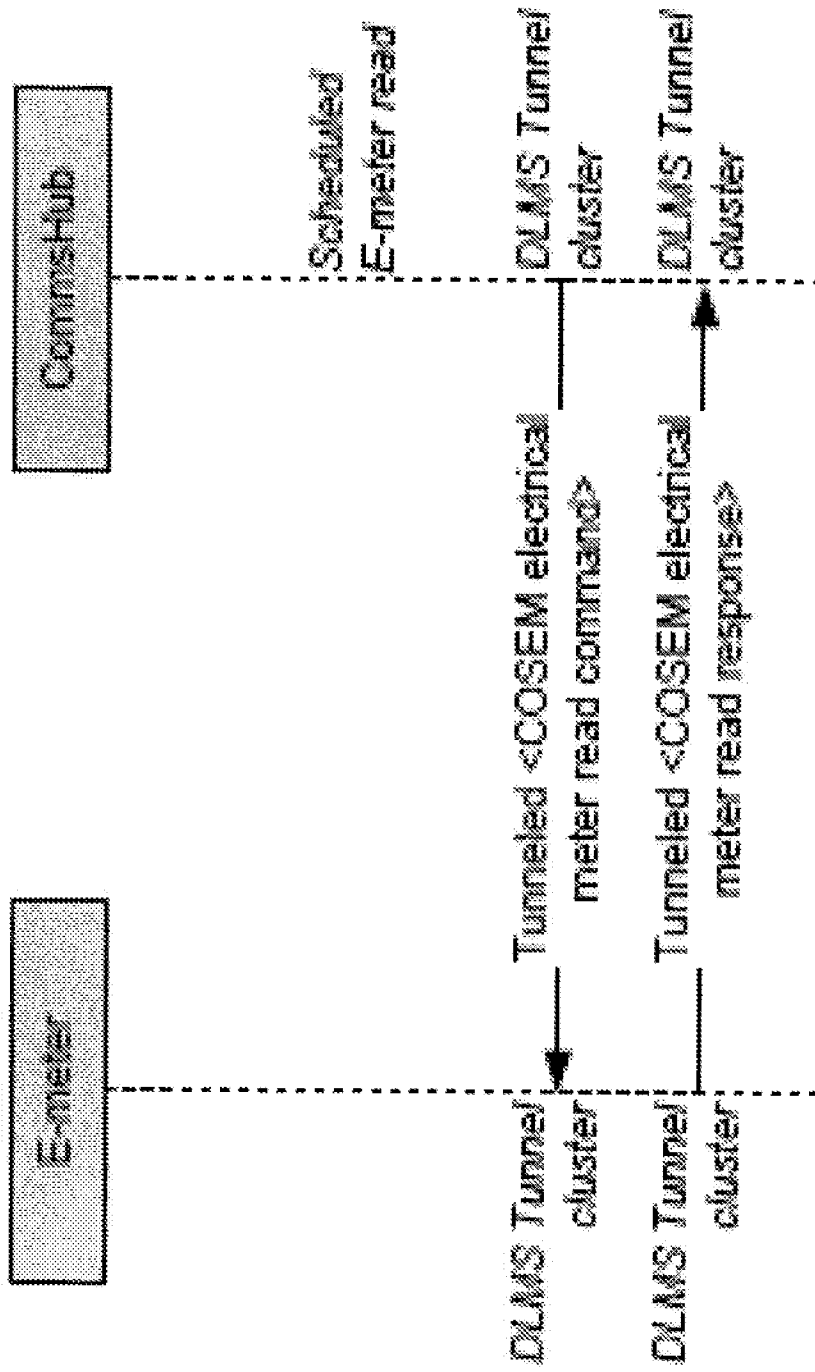 E-meter
CommsHub
Scheduled
E-meter read
DLMS Tunnel
cluster
Tunneled <COSEM electrical
meter read command>
DLMS Tunnel
cluster
DLMS Tunnel
cluster
Tunneled <COSEM electrical
meter read response>
DLMS Tunnel
cluster